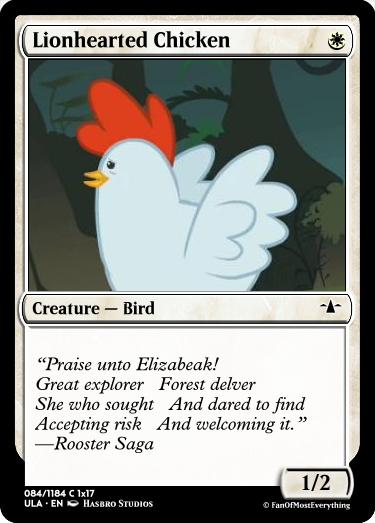 Lionhearted Chicken
Creature — Bird
“Praise unto Elizabeak!
Great explorer   Forest delver
She who sought   And dared to find
Accepting risk   And welcoming it.”
—Rooster Saga
1/2
084/1184 C 1x17
ULA • EN Hasbro Studios
© FanOfMostEverything